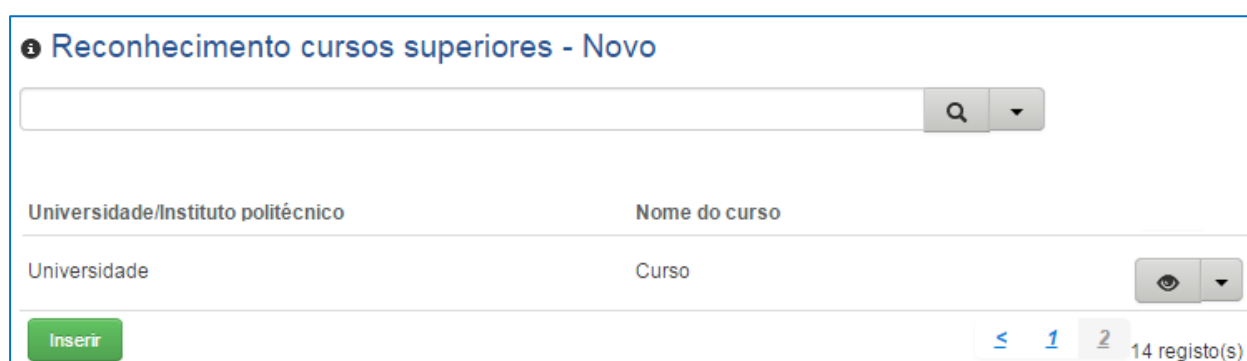 Reconhecimento cursos superiores - Novo
Universidade/Instituto politécnico Nome do curso
Universidade Curso
Inserir < 1 2 14 registo(s)